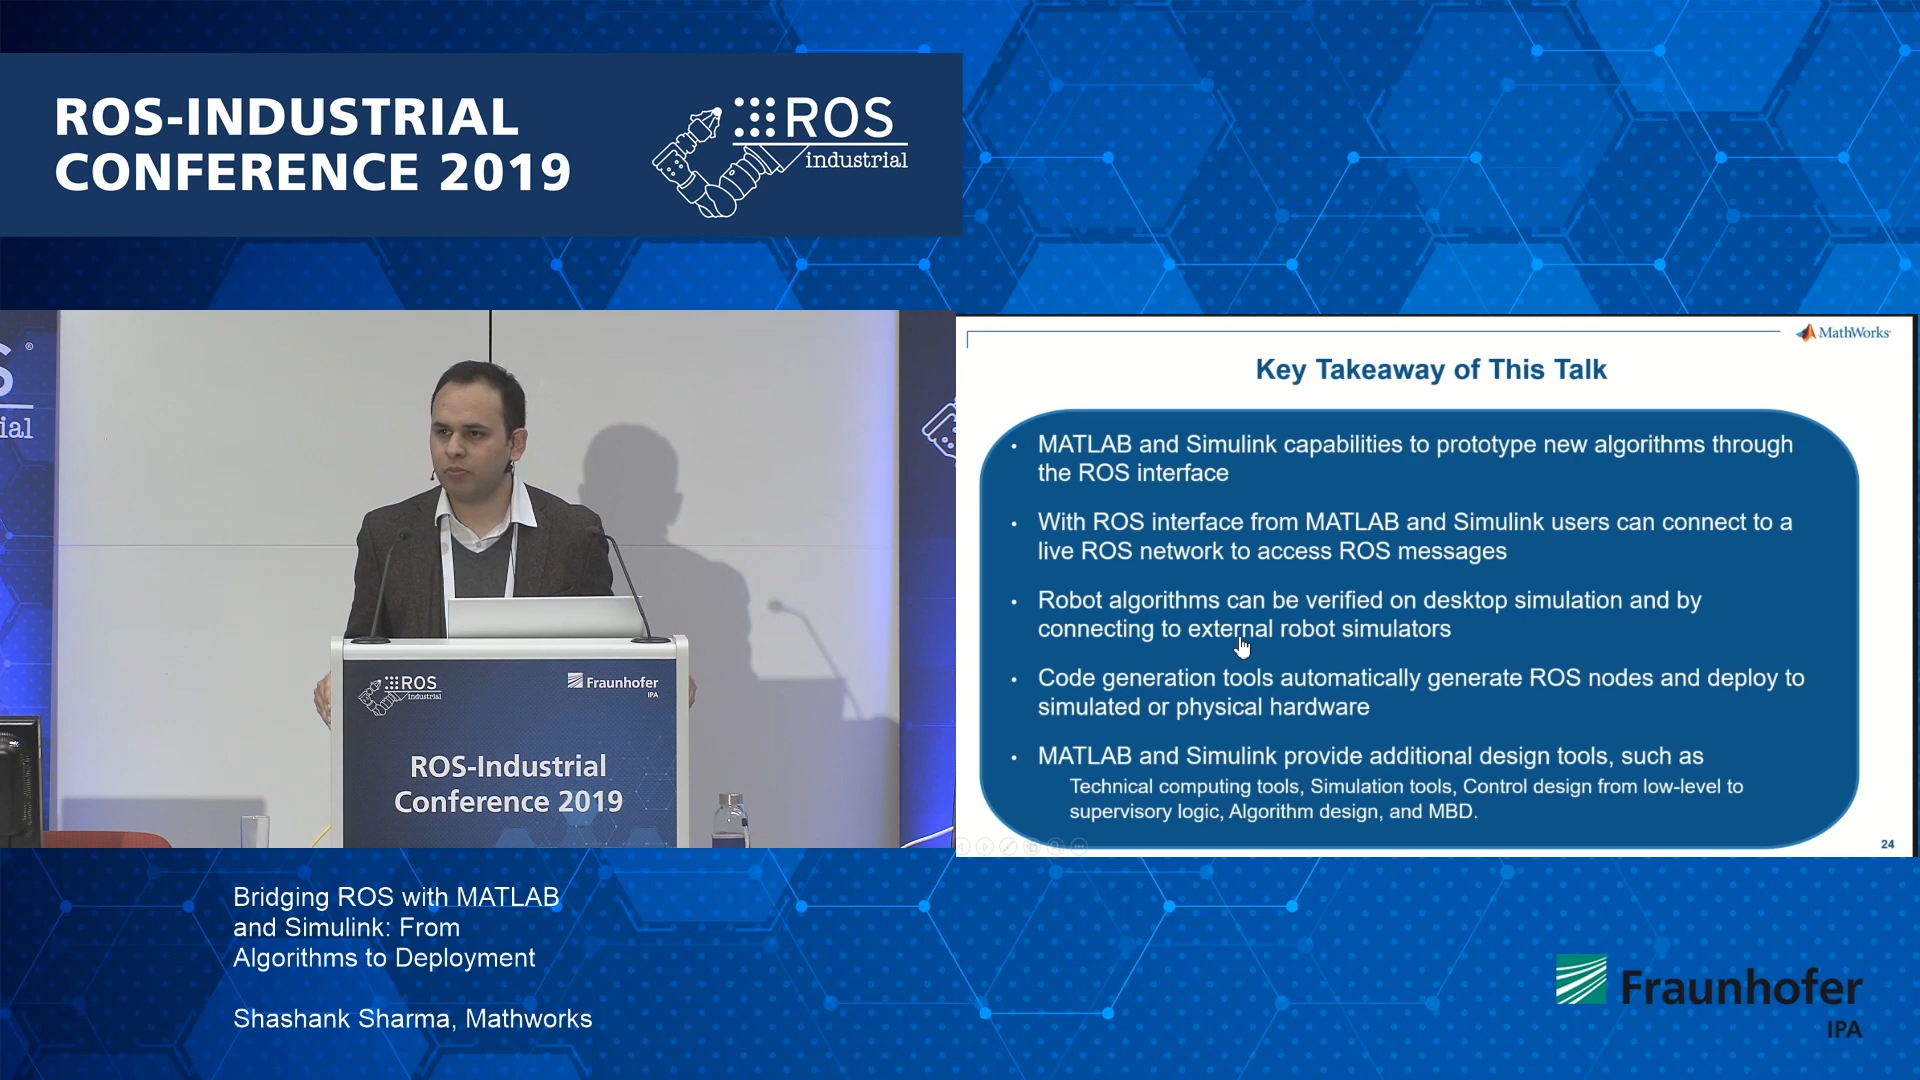 ROS-INDUSTRIAL
CONFERENCE 2019
ROS
industrial
S
®
ial
ROS
industrial
Fraunhofer
IPA
ROS-Industrial
Conference 2019
MathWorks
Key Takeaway of This Talk
• MATLAB and Simulink capabilities to prototype new algorithms through
the ROS interface
• With ROS interface from MATLAB and Simulink users can connect to a
live ROS network to access ROS messages
• Robot algorithms can be verified on desktop simulation and by
connecting to external robot simulators
• Code generation tools automatically generate ROS nodes and deploy to
simulated or physical hardware
• MATLAB and Simulink provide additional design tools, such as
Technical computing tools, Simulation tools, Control design from low-level to
supervisory logic, Algorithm design, and MBD.
24
Bridging ROS with MATLAB
and Simulink: From
Algorithms to Deployment
Shashank Sharma, Mathworks
Fraunhofer
IPA